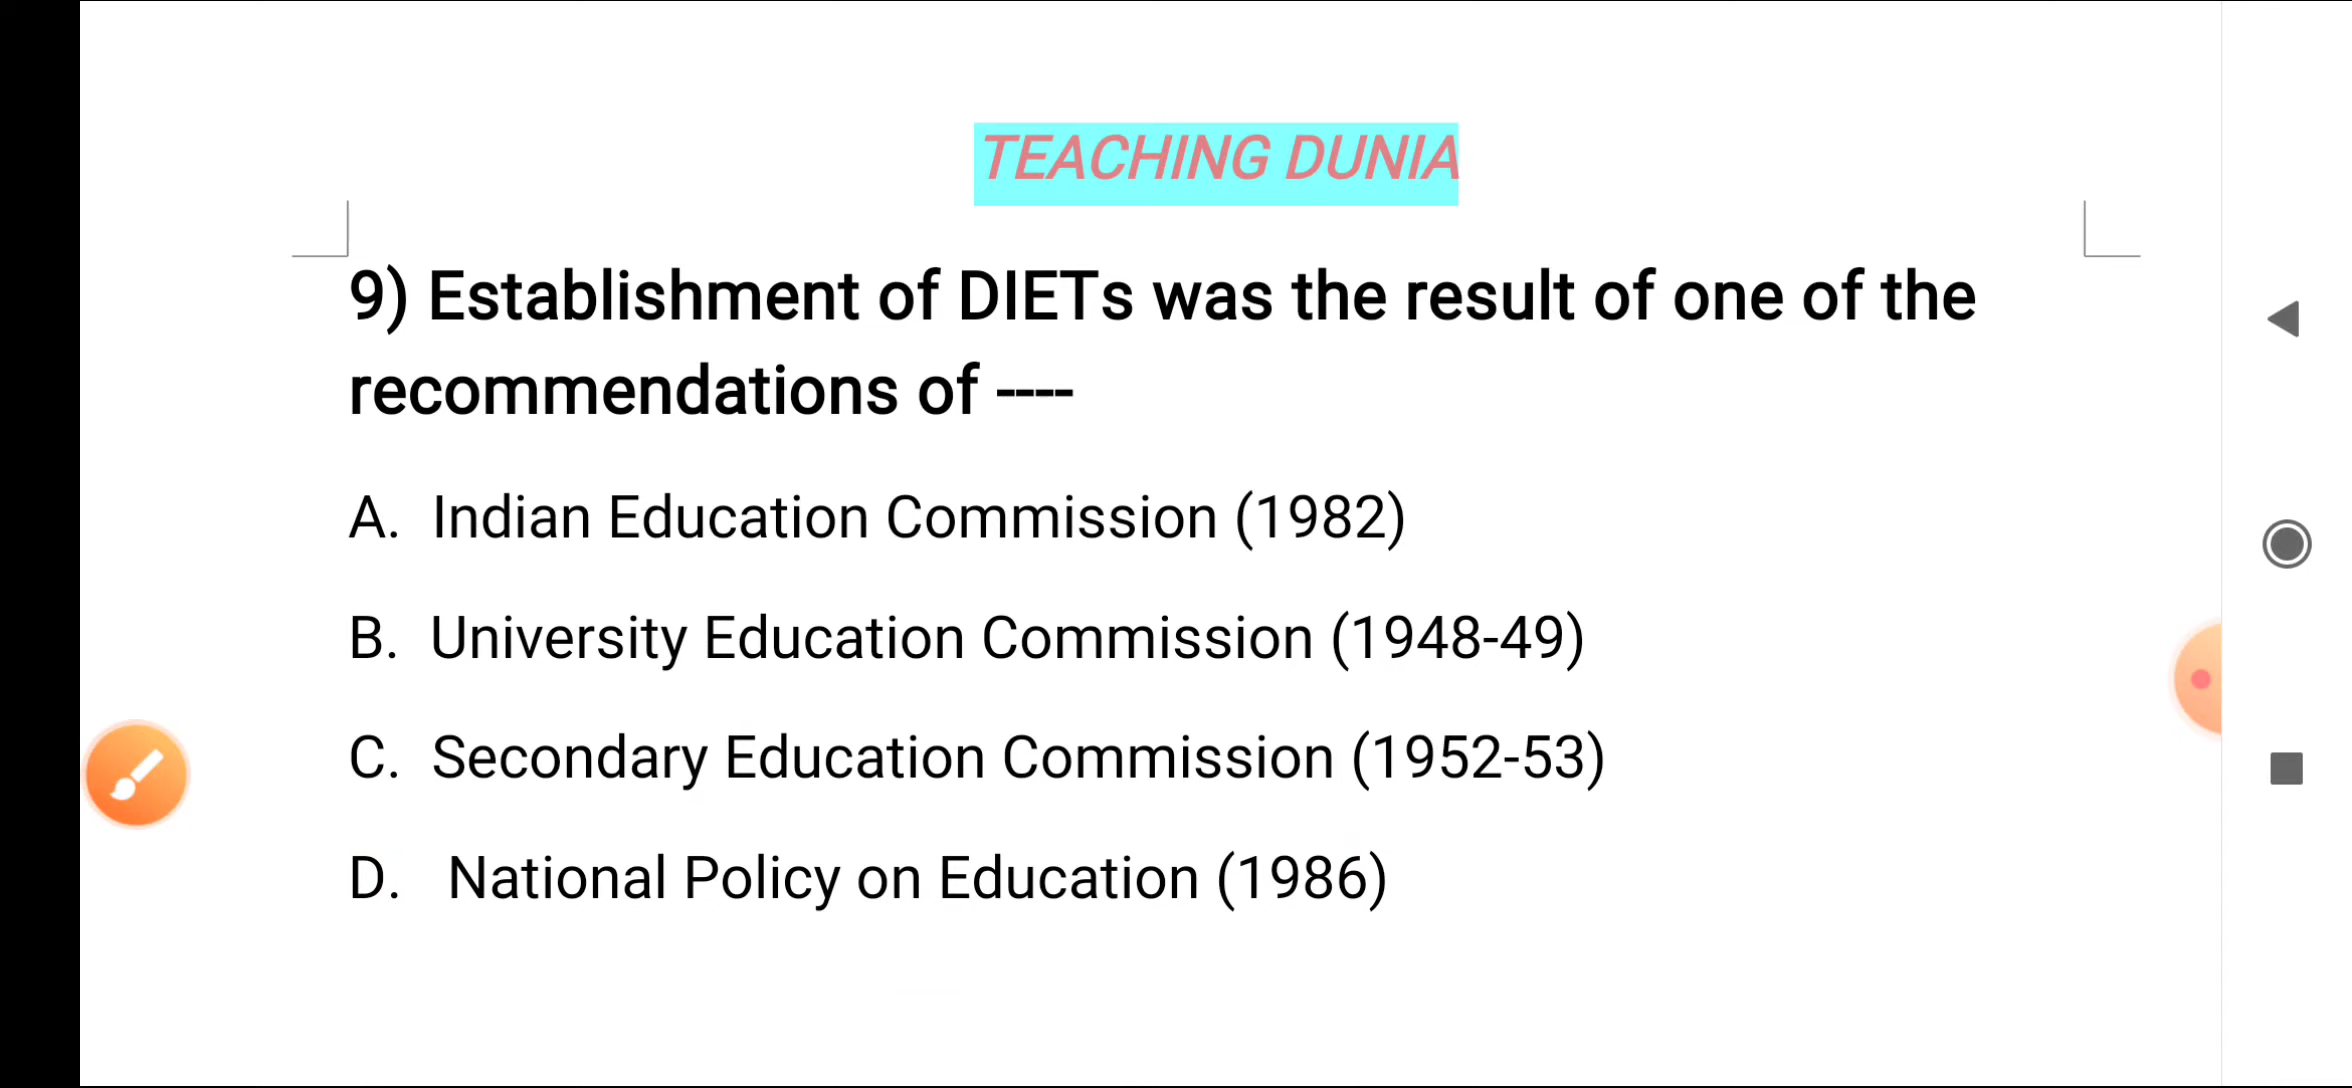 TEACHING DUNIA
9) Establishment of DIETs was the result of one of the
recommendations of ----
A. Indian Education Commission (1982)
B. University Education Commission (1948-49)
C. Secondary Education Commission (1952-53)
D. National Policy on Education (1986)